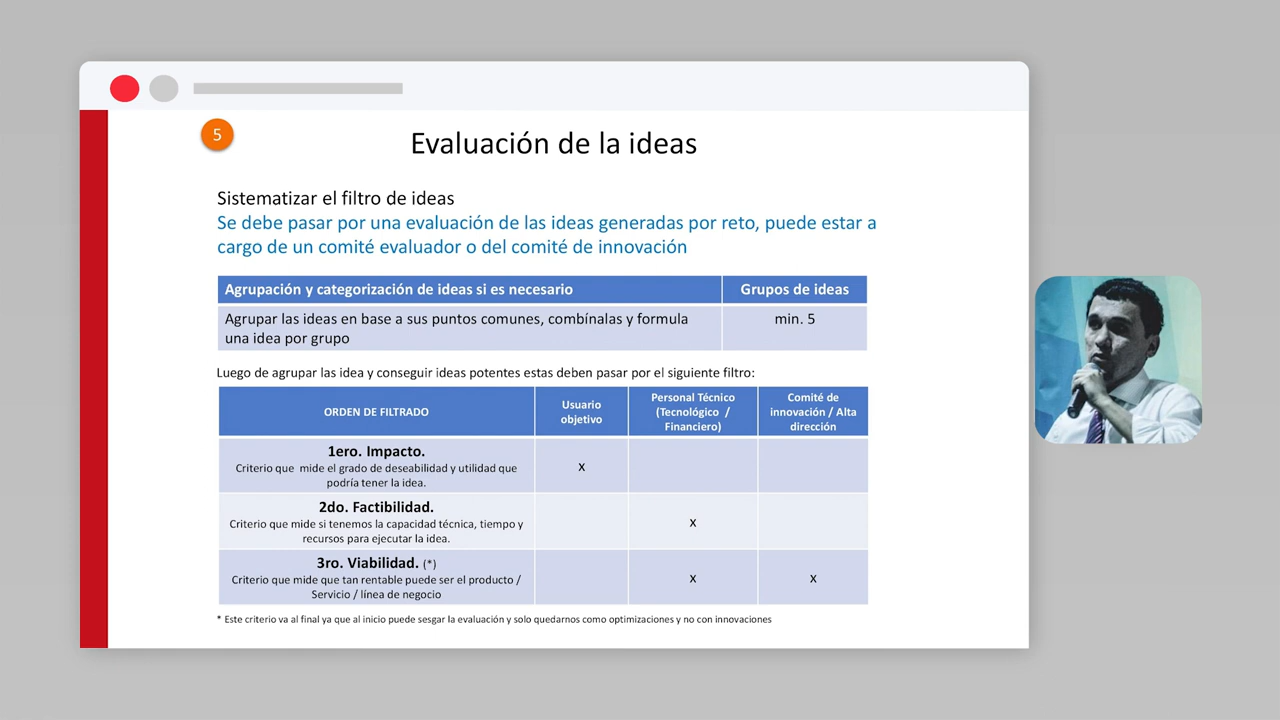 5
Evaluación de la ideas
Sistematizar el filtro de ideas
Se debe pasar por una evaluación de las ideas generadas por reto, puede estar a
cargo de un comité evaluador o del comité de innovación
Agrupación y categorización de ideas si es necesario
Grupos de ideas
Agrupar las ideas en base a sus puntos comunes, combínalas y formula
una idea por grupo
min. 5
Luego de agrupar las idea y conseguir ideas potentes estas deben pasar por el siguiente filtro:
ORDEN DE FILTRADO
Usuario
objetivo
Personal Técnico
(Tecnológico /
Financiero)
Comité de
innovación / Alta
dirección
1ero. Impacto.
Criterio que mide el grado de deseabilidad y utilidad que
podría tener la idea.
x
2do. Factibilidad.
Criterio que mide si tenemos la capacidad técnica, tiempo y
recursos para ejecutar la idea.
x
3ro. Viabilidad. (*)
Criterio que mide que tan rentable puede ser el producto /
Servicio / línea de negocio
x
x
* Este criterio va al final ya que al inicio puede sesgar la evaluación y solo quedarnos como optimizaciones y no con innovaciones